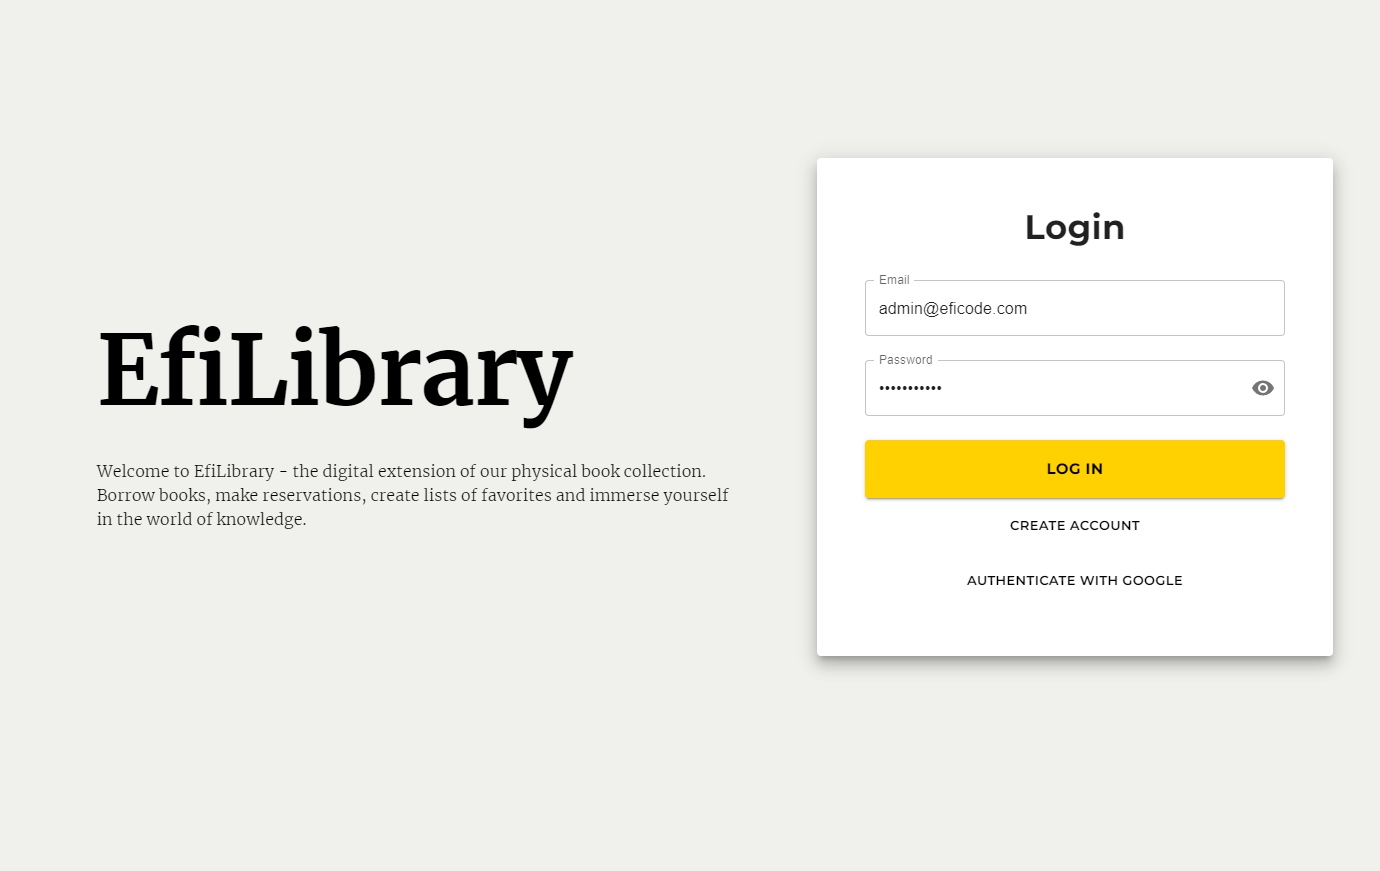 EfiLibrary
Welcome to EfiLibrary - the digital extension of our physical book collection.
Borrow books, make reservations, create lists of favorites and immerse yourself
in the world of knowledge.
Login
Email
admin@eficode.com
Password
•••••••••••
LOG IN
CREATE ACCOUNT
AUTHENTICATE WITH GOOGLE